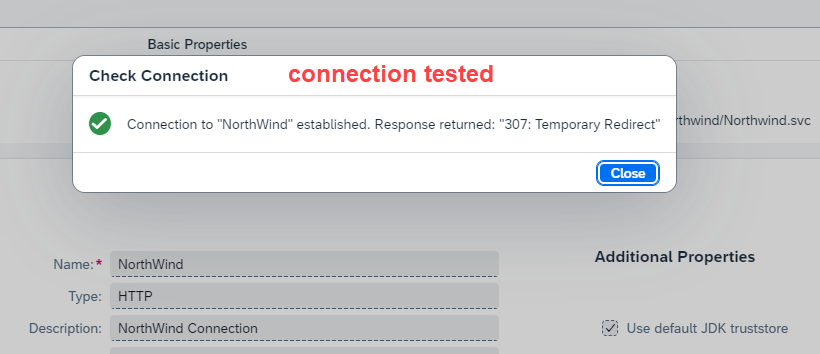 Basic Properties
Check Connection
connection tested
Connection to "NorthWind" established. Response returned: "307: Temporary Redirect"
thwind/Northwind.svc
Close
Additional Properties
Name:*
NorthWind
Type:
HTTP
Description:
NorthWind Connection
Use default JDK truststore